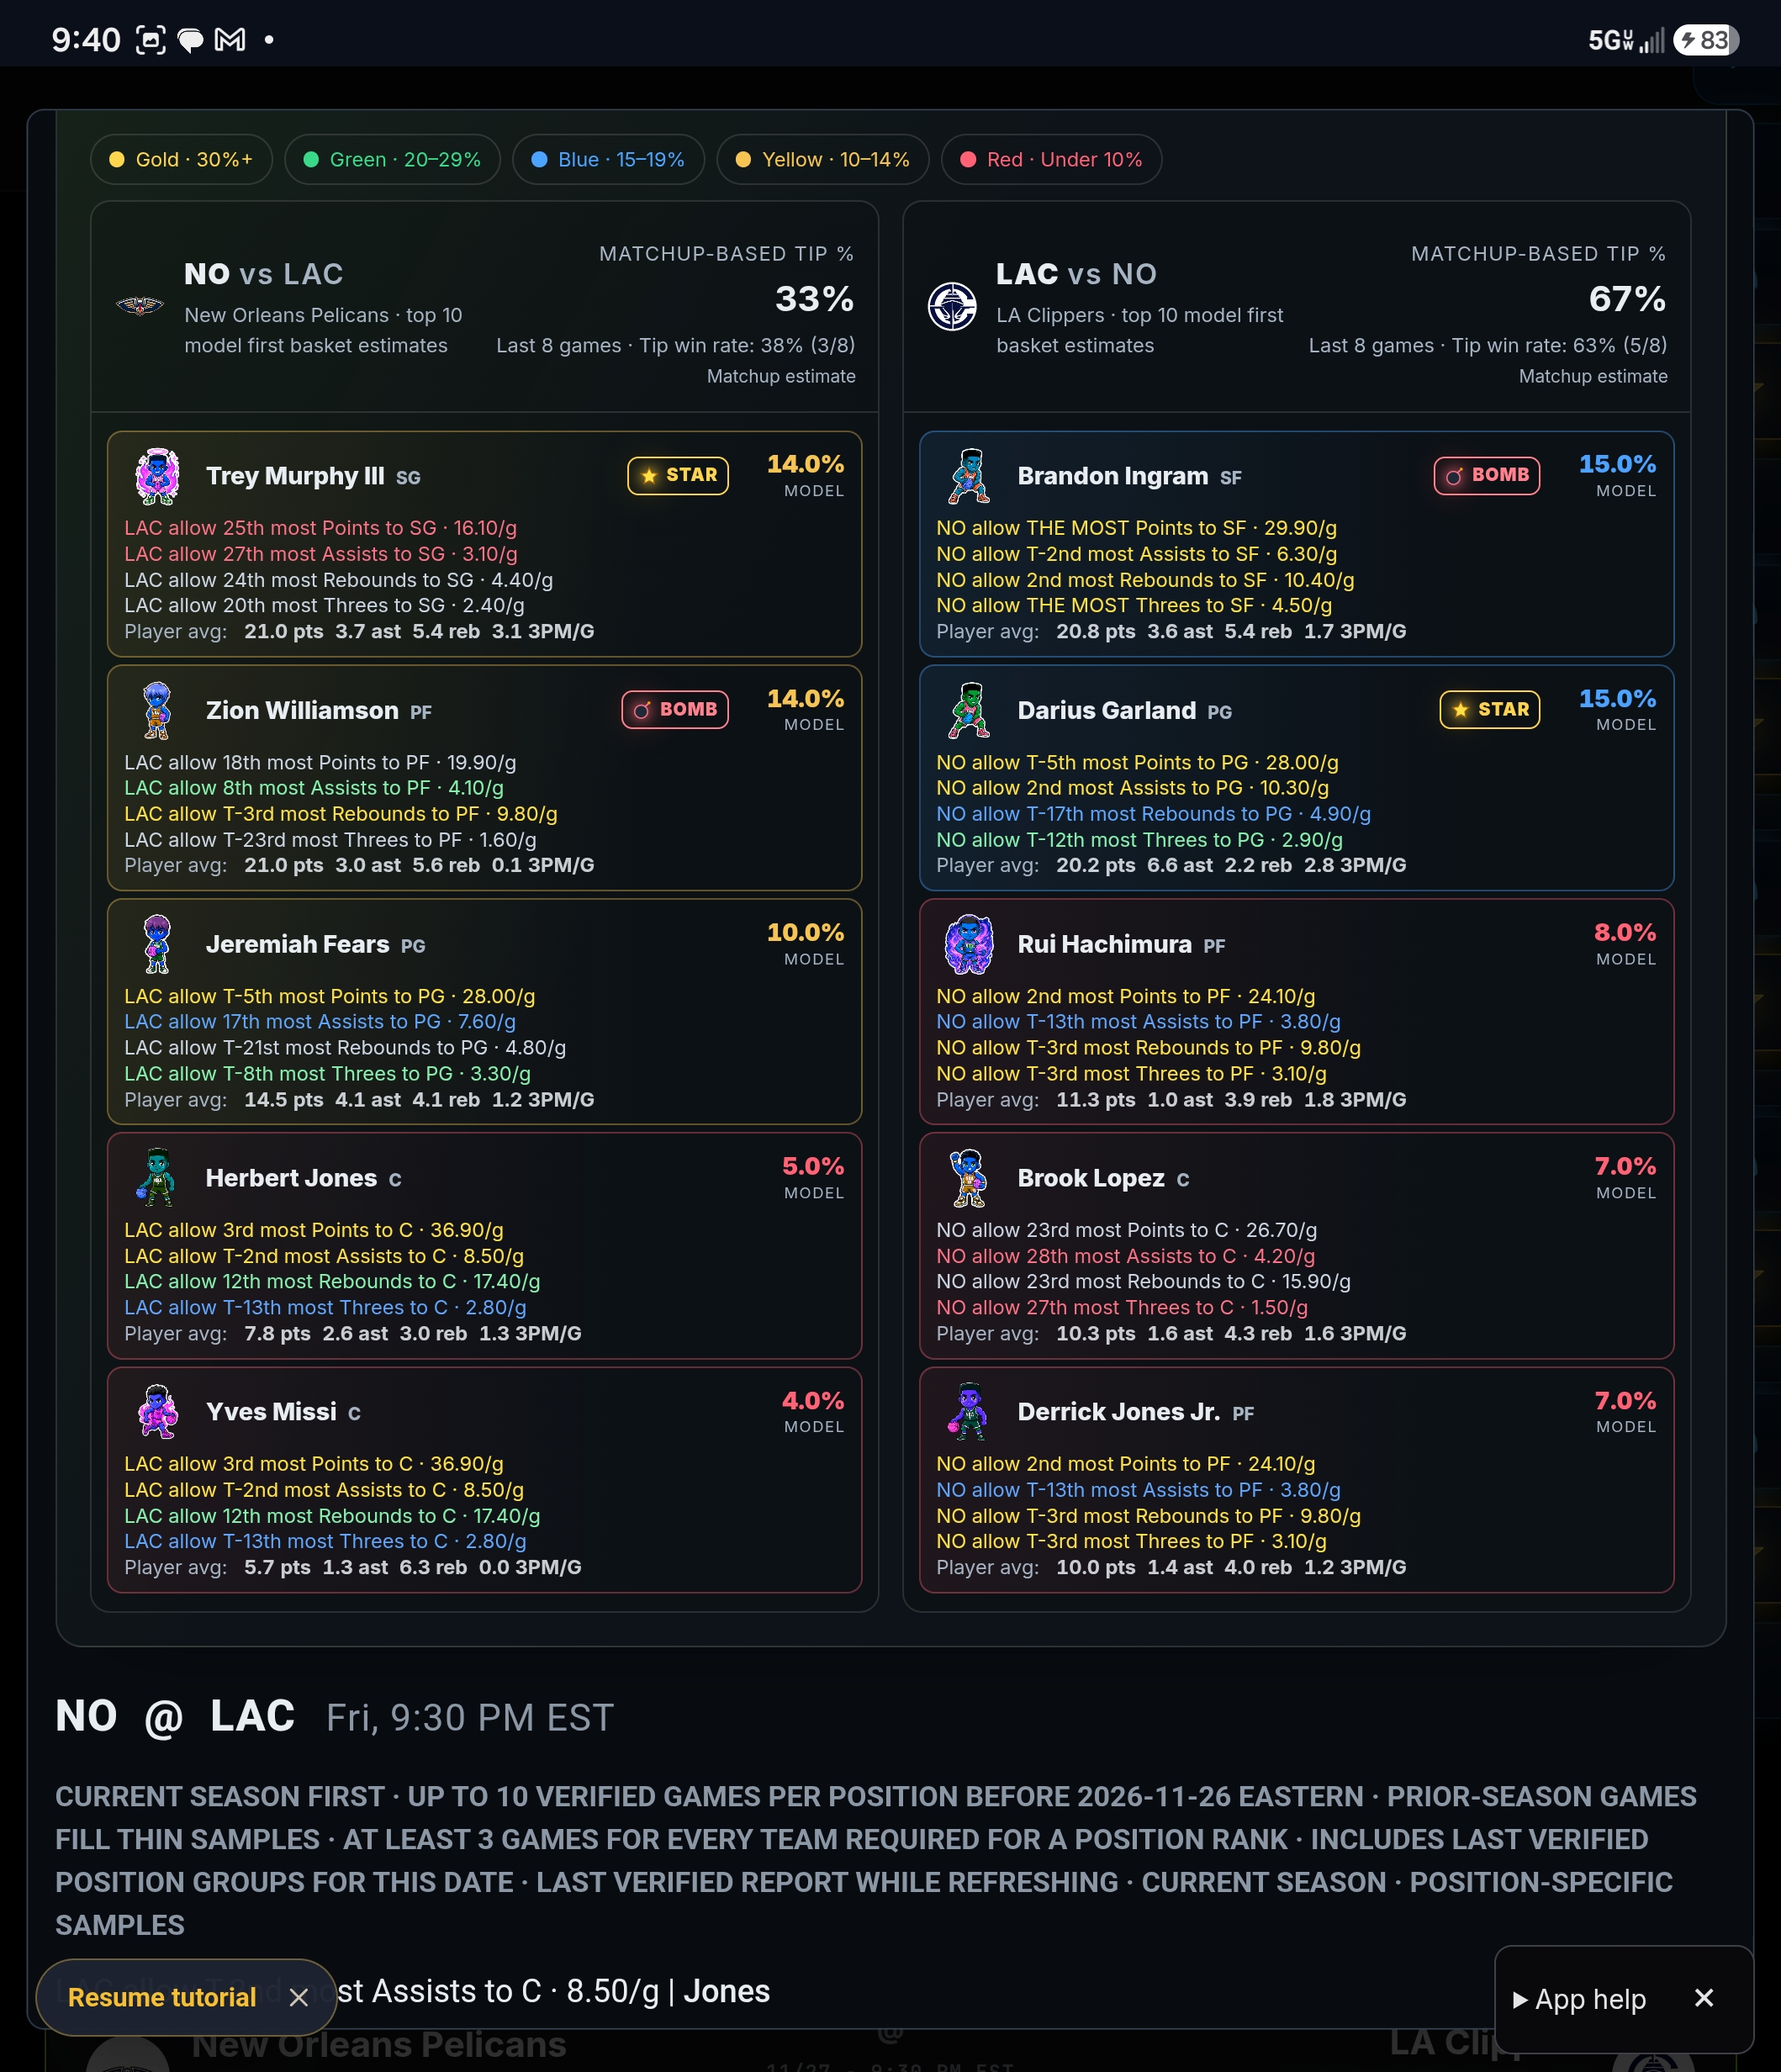 9:40
5G UW 83
Gold · 30%+
Green · 20–29%
Blue · 15–19%
Yellow · 10–14%
Red · Under 10%
NO vs LAC
New Orleans Pelicans · top 10
model first basket estimates
MATCHUP-BASED TIP %
33%
Last 8 games · Tip win rate: 38% (3/8)
Matchup estimate
Trey Murphy III SG
STAR
14.0%
MODEL
LAC allow 25th most Points to SG · 16.10/g
LAC allow 27th most Assists to SG · 3.10/g
LAC allow 24th most Rebounds to SG · 4.40/g
LAC allow 20th most Threes to SG · 2.40/g
Player avg: 21.0 pts 3.7 ast 5.4 reb 3.1 3PM/G
Zion Williamson PF
BOMB
14.0%
MODEL
LAC allow 18th most Points to PF · 19.90/g
LAC allow 8th most Assists to PF · 4.10/g
LAC allow T-3rd most Rebounds to PF · 9.80/g
LAC allow T-23rd most Threes to PF · 1.60/g
Player avg: 21.0 pts 3.0 ast 5.6 reb 0.1 3PM/G
Jeremiah Fears PG
10.0%
MODEL
LAC allow T-5th most Points to PG · 28.00/g
LAC allow 17th most Assists to PG · 7.60/g
LAC allow T-21st most Rebounds to PG · 4.80/g
LAC allow T-8th most Threes to PG · 3.30/g
Player avg: 14.5 pts 4.1 ast 4.1 reb 1.2 3PM/G
Herbert Jones C
5.0%
MODEL
LAC allow 3rd most Points to C · 36.90/g
LAC allow T-2nd most Assists to C · 8.50/g
LAC allow 12th most Rebounds to C · 17.40/g
LAC allow T-13th most Threes to C · 2.80/g
Player avg: 7.8 pts 2.6 ast 3.0 reb 1.3 3PM/G
Yves Missi C
4.0%
MODEL
LAC allow 3rd most Points to C · 36.90/g
LAC allow T-2nd most Assists to C · 8.50/g
LAC allow 12th most Rebounds to C · 17.40/g
LAC allow T-13th most Threes to C · 2.80/g
Player avg: 5.7 pts 1.3 ast 6.3 reb 0.0 3PM/G
LAC vs NO
LA Clippers · top 10 model first
basket estimates
MATCHUP-BASED TIP %
67%
Last 8 games · Tip win rate: 63% (5/8)
Matchup estimate
Brandon Ingram SF
BOMB
15.0%
MODEL
NO allow THE MOST Points to SF · 29.90/g
NO allow T-2nd most Assists to SF · 6.30/g
NO allow 2nd most Rebounds to SF · 10.40/g
NO allow THE MOST Threes to SF · 4.50/g
Player avg: 20.8 pts 3.6 ast 5.4 reb 1.7 3PM/G
Darius Garland PG
STAR
15.0%
MODEL
NO allow T-5th most Points to PG · 28.00/g
NO allow 2nd most Assists to PG · 10.30/g
NO allow T-17th most Rebounds to PG · 4.90/g
NO allow T-12th most Threes to PG · 2.90/g
Player avg: 20.2 pts 6.6 ast 2.2 reb 2.8 3PM/G
Rui Hachimura PF
8.0%
MODEL
NO allow 2nd most Points to PF · 24.10/g
NO allow T-13th most Assists to PF · 3.80/g
NO allow T-3rd most Rebounds to PF · 9.80/g
NO allow T-3rd most Threes to PF · 3.10/g
Player avg: 11.3 pts 1.0 ast 3.9 reb 1.8 3PM/G
Brook Lopez C
7.0%
MODEL
NO allow 23rd most Points to C · 26.70/g
NO allow 28th most Assists to C · 4.20/g
NO allow 23rd most Rebounds to C · 15.90/g
NO allow 27th most Threes to C · 1.50/g
Player avg: 10.3 pts 1.6 ast 4.3 reb 1.6 3PM/G
Derrick Jones Jr. PF
7.0%
MODEL
NO allow 2nd most Points to PF · 24.10/g
NO allow T-13th most Assists to PF · 3.80/g
NO allow T-3rd most Rebounds to PF · 9.80/g
NO allow T-3rd most Threes to PF · 3.10/g
Player avg: 10.0 pts 1.4 ast 4.0 reb 1.2 3PM/G
NO @ LAC Fri, 9:30 PM EST
CURRENT SEASON FIRST · UP TO 10 VERIFIED GAMES PER POSITION BEFORE 2026-11-26 EASTERN · PRIOR-SEASON GAMES
FILL THIN SAMPLES · AT LEAST 3 GAMES FOR EVERY TEAM REQUIRED FOR A POSITION RANK · INCLUDES LAST VERIFIED
POSITION GROUPS FOR THIS DATE · LAST VERIFIED REPORT WHILE REFRESHING · CURRENT SEASON · POSITION-SPECIFIC
SAMPLES
LAC allow T-2nd most Assists to C · 8.50/g | Jones
Resume tutorial ×
App help ×
New Orleans Pelicans
@
11/27 - 9:30 PM EST